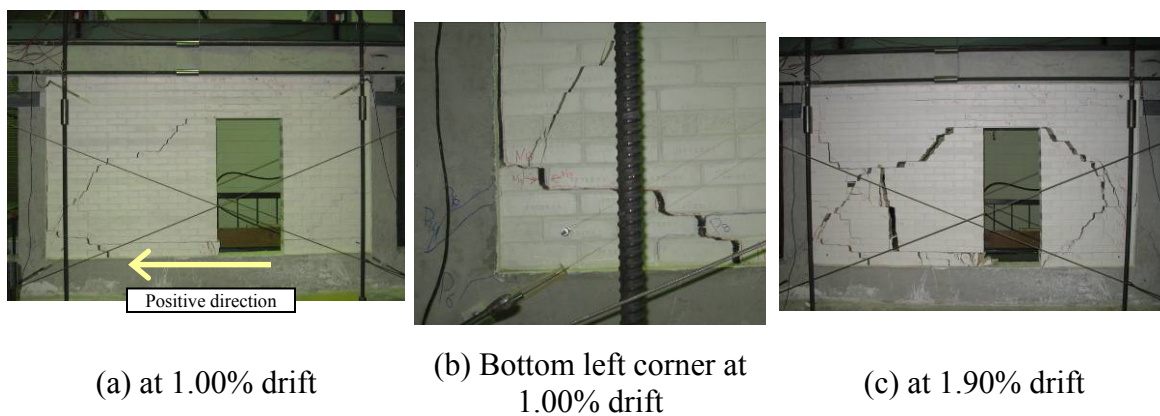 Positive direction
(a) at 1.00% drift
(b) Bottom left corner at
1.00% drift
(c) at 1.90% drift